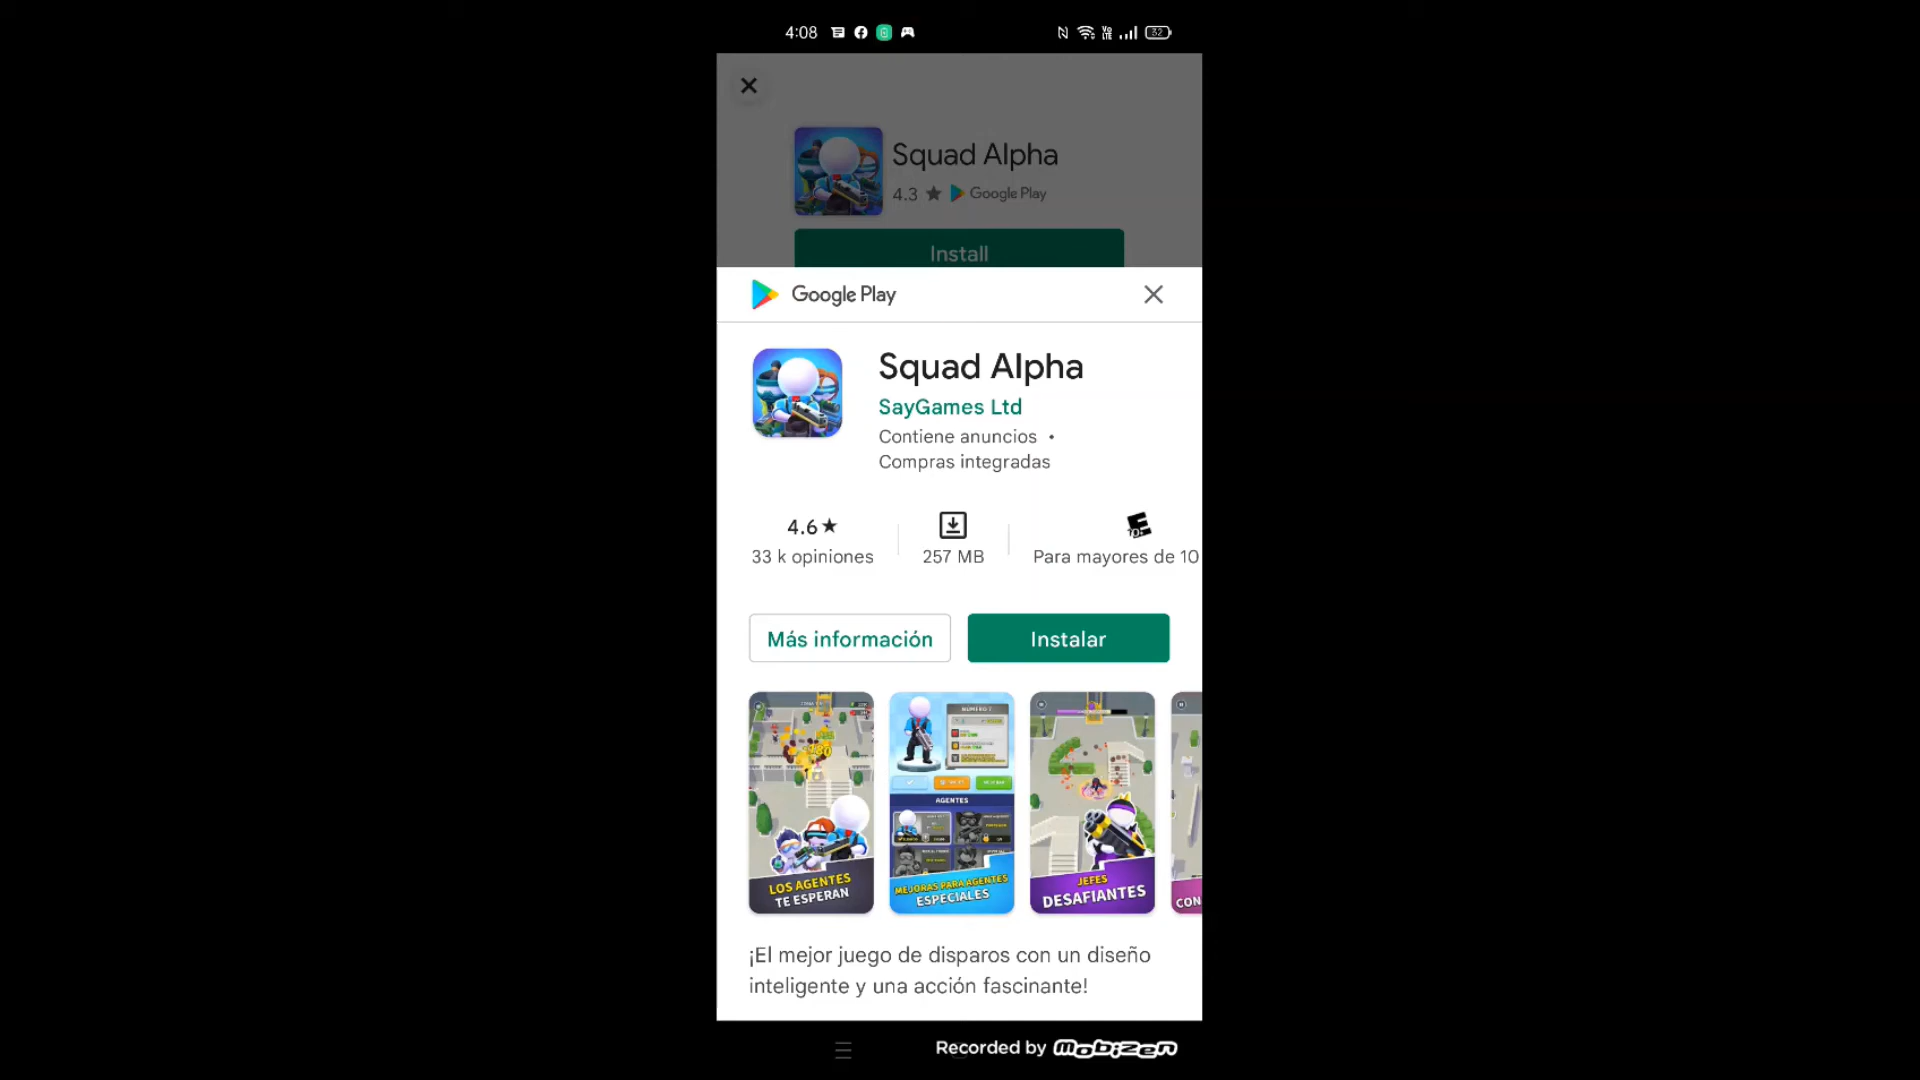 4:08
32
Squad Alpha
4.3 ★ Google Play
Install
Google Play
Squad Alpha
SayGames Ltd
Contiene anuncios •
Compras integradas
4.6 ★
33 k opiniones
257 MB
Para mayores de 10
Más información
Instalar
LOS AGENTES
TE ESPERAN
AGENTES
MEJORAS PARA AGENTES
ESPECIALES
JEFES
DESAFIANTES
CON
¡El mejor juego de disparos con un diseño
inteligente y una acción fascinante!
Recorded by mobizen